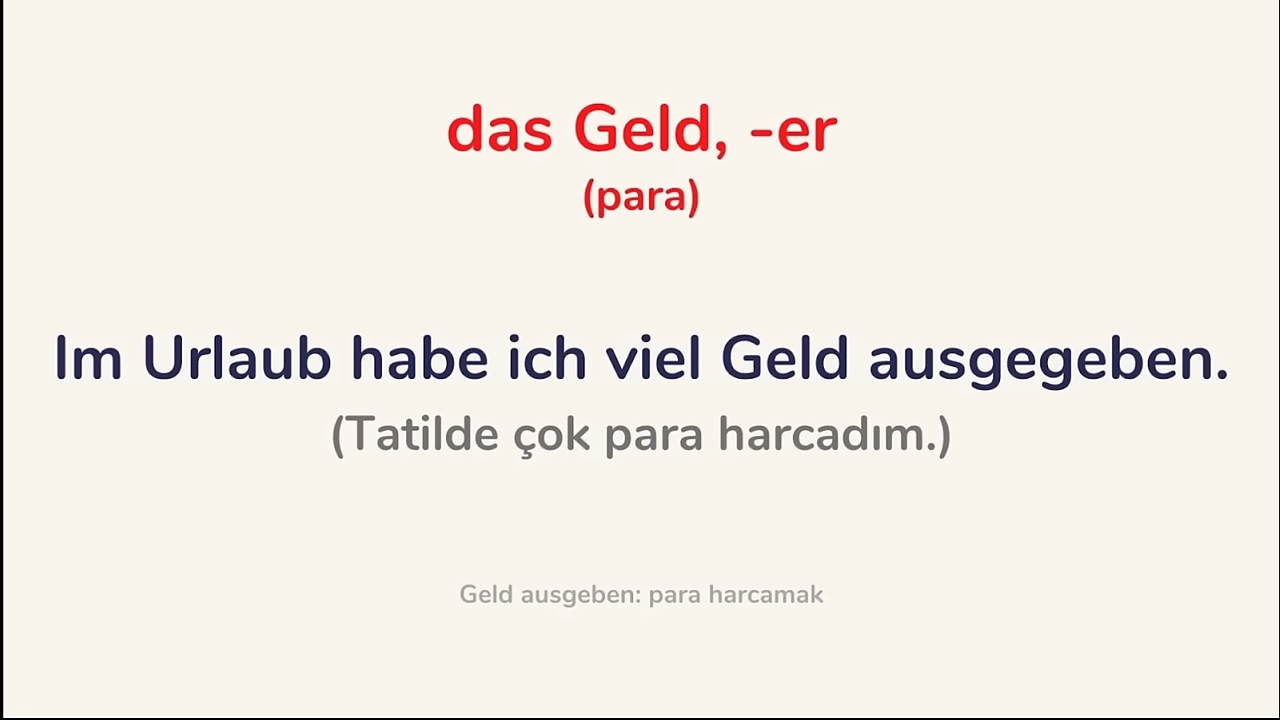 das Geld, -er
(para)
Im Urlaub habe ich viel Geld ausgegeben.
(Tatilde çok para harcadım.)
Geld ausgeben: para harcamak